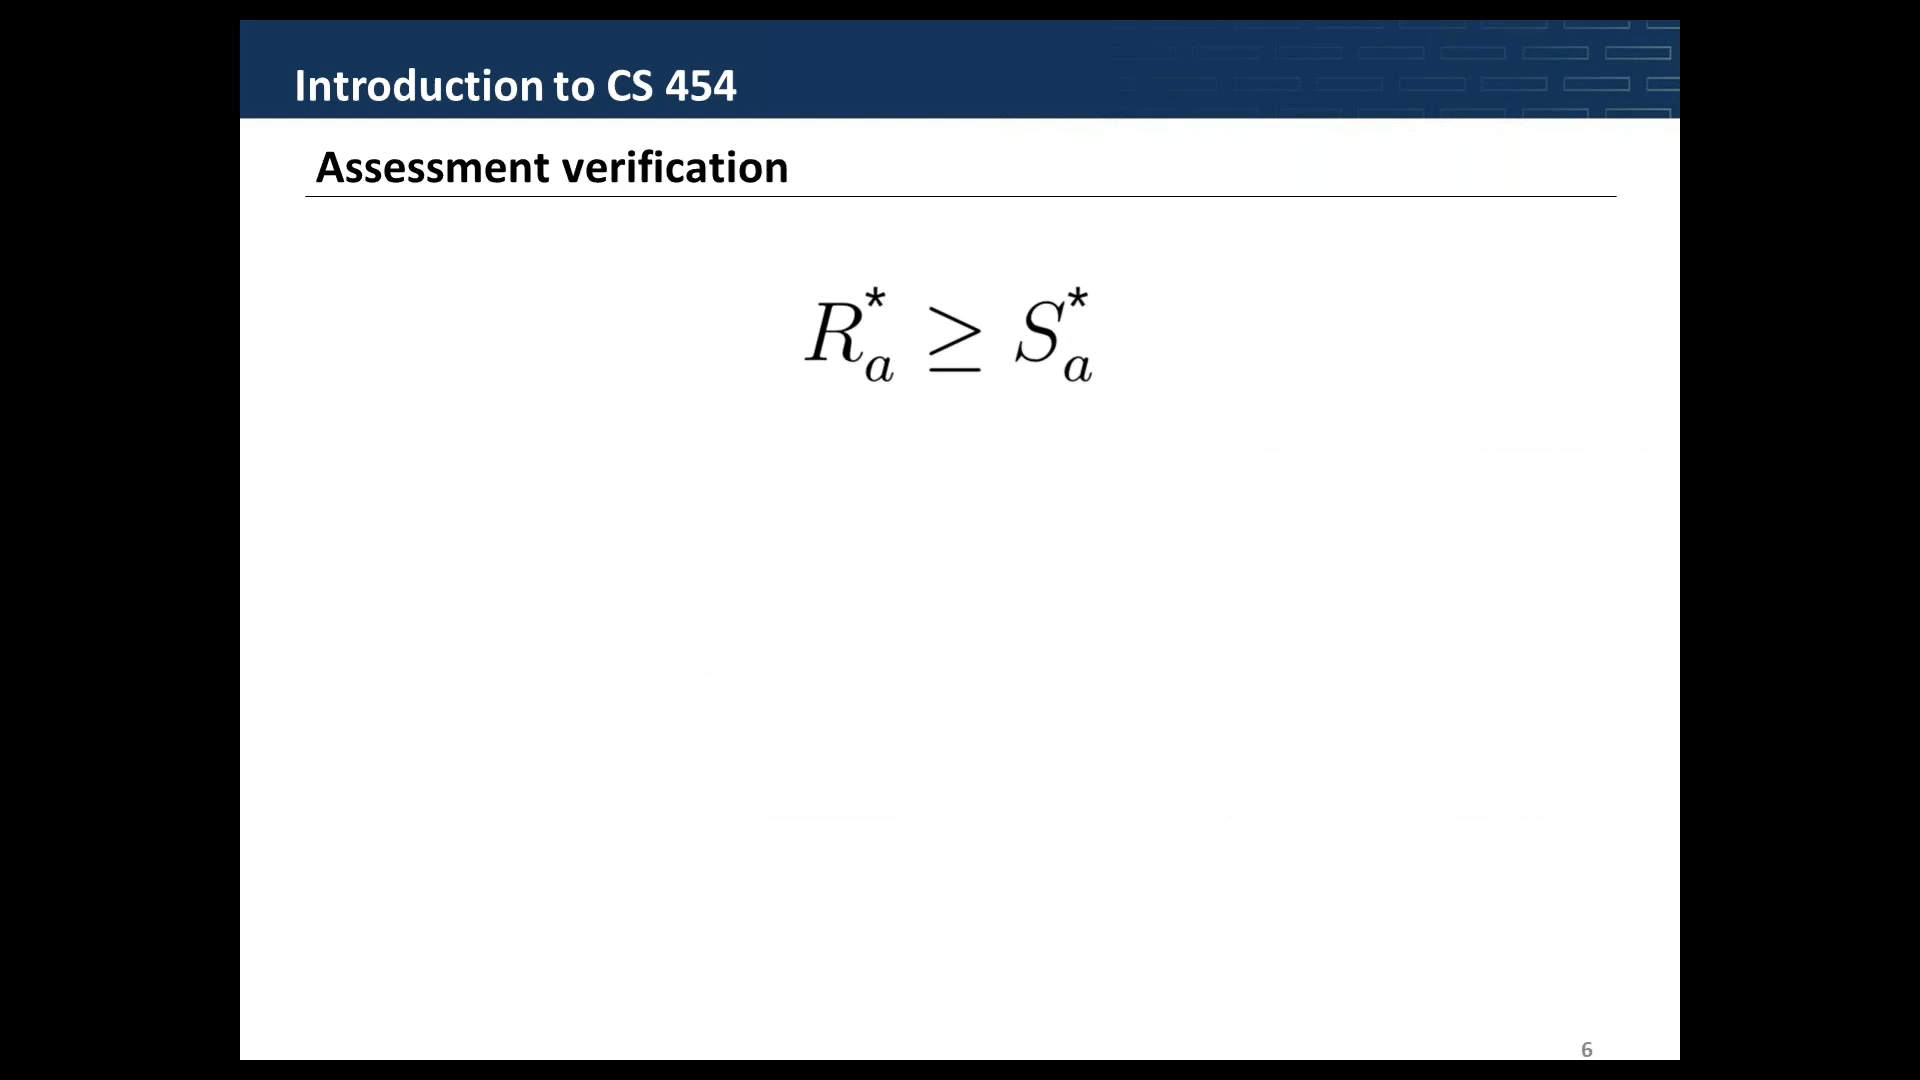 Introduction to CS 454
Assessment verification
R*a ≥ S*a
6